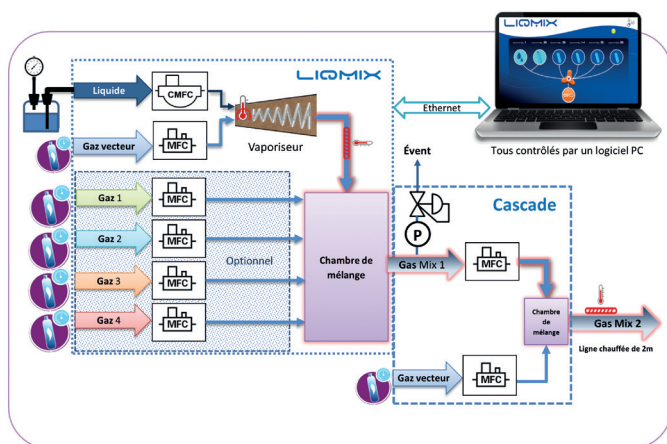 LIQMIX
LIQMIX
Liquide
CMFC
Ethernet
Tous contrôlés par un logiciel PC
Gaz vecteur
MFC
Vaporiseur
Évent
P
Cascade
Gaz 1
MFC
Gaz 2
MFC
Optionnel
Gaz 3
MFC
Gaz 4
MFC
Chambre de
mélange
Gas Mix 1
MFC
Chambre
de
mélange
Gas Mix 2
Ligne chauffée de 2m
Gaz vecteur
MFC